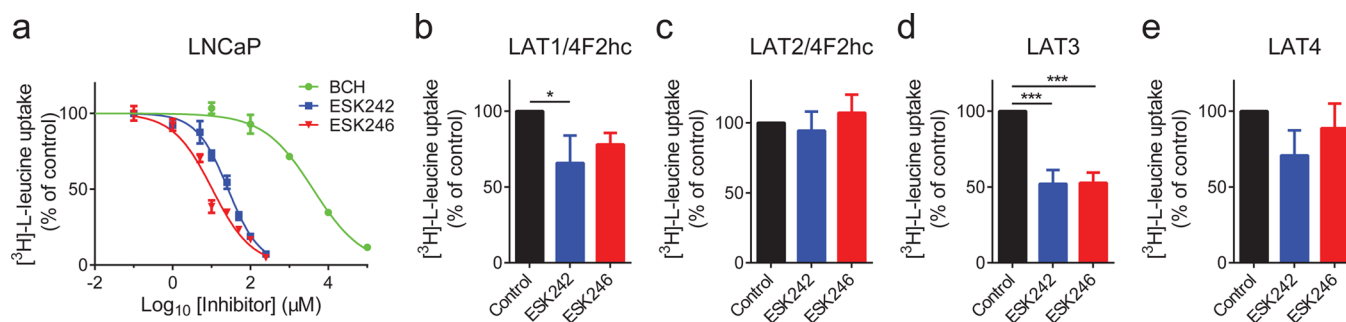 a
LNCaP
[³H]-L-leucine uptake
(% of control)
100
50
0
-2
0
2
4
Log₁₀ [Inhibitor] (μM)
BCH
ESK242
ESK246
b
LAT1/4F2hc
[³H]-L-leucine uptake
(% of control)
100
50
0
*
Control
ESK242
ESK246
c
LAT2/4F2hc
[³H]-L-leucine uptake
(% of control)
100
50
0
Control
ESK242
ESK246
d
LAT3
[³H]-L-leucine uptake
(% of control)
100
50
0
***
***
Control
ESK242
ESK246
e
LAT4
[³H]-L-leucine uptake
(% of control)
100
50
0
Control
ESK242
ESK246